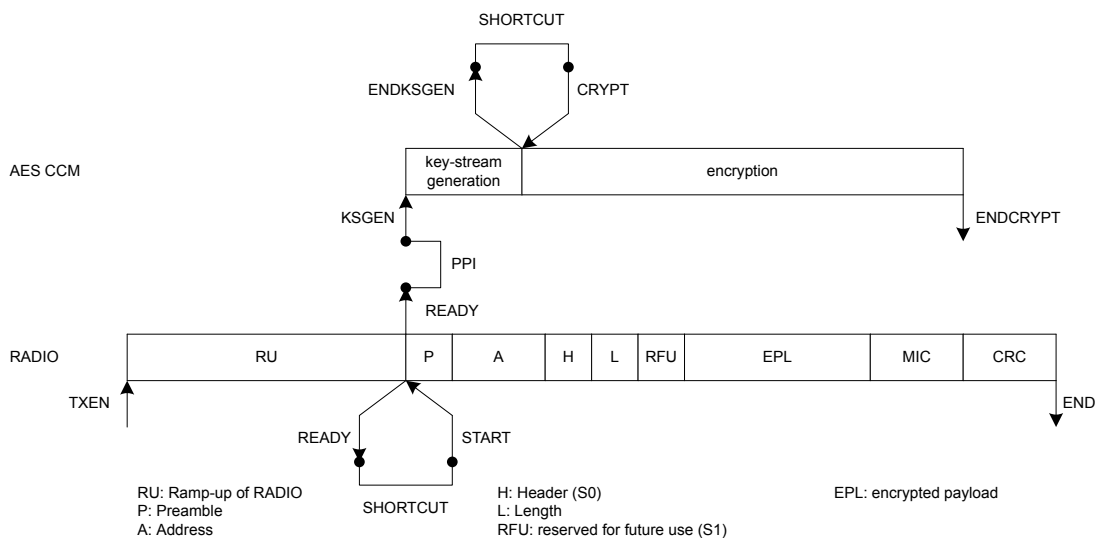 SHORTCUT
ENDKSGEN
CRYPT
AES CCM
key-stream
generation
encryption
KSGEN
ENDCRYPT
PPI
READY
RADIO
RU
P
A
H
L
RFU
EPL
MIC
CRC
TXEN
END
READY
START
SHORTCUT
RU: Ramp-up of RADIO
P: Preamble
A: Address
H: Header (S0)
L: Length
RFU: reserved for future use (S1)
EPL: encrypted payload